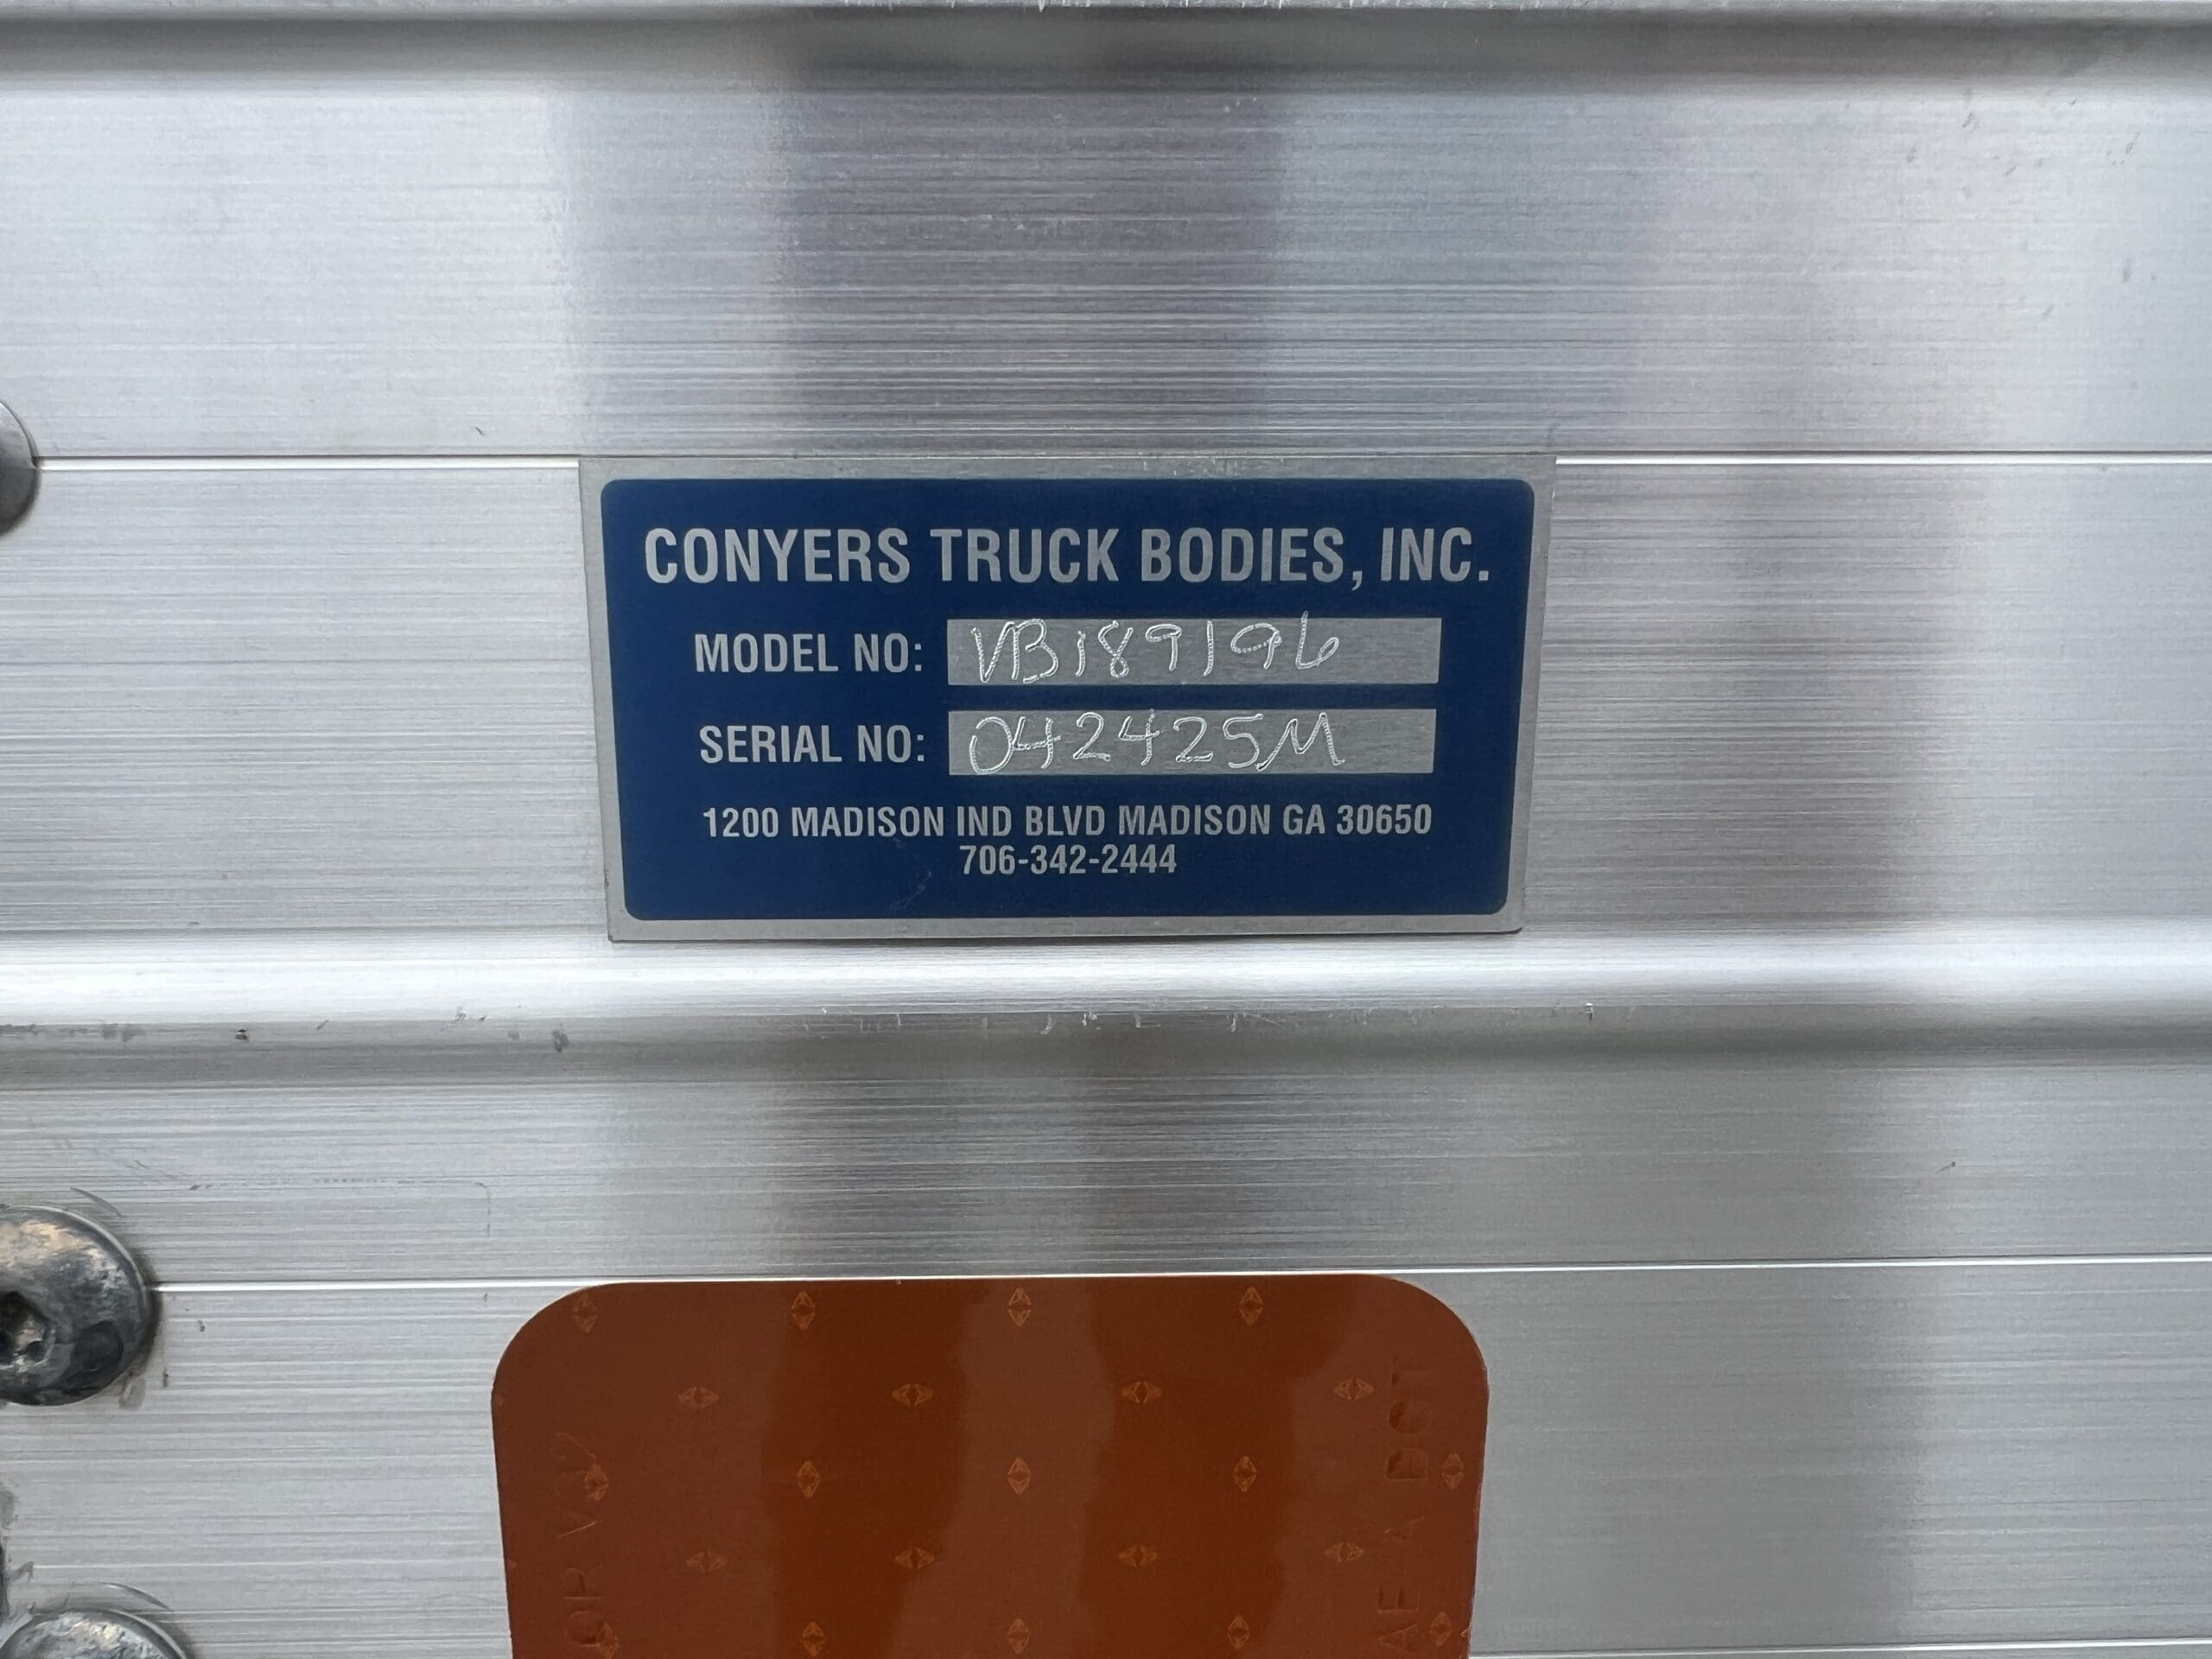 CONYERS TRUCK BODIES, INC.
MODEL NO: VB189196
SERIAL NO: 042425M
1200 MADISON IND BLVD MADISON GA 30650
706-342-2444